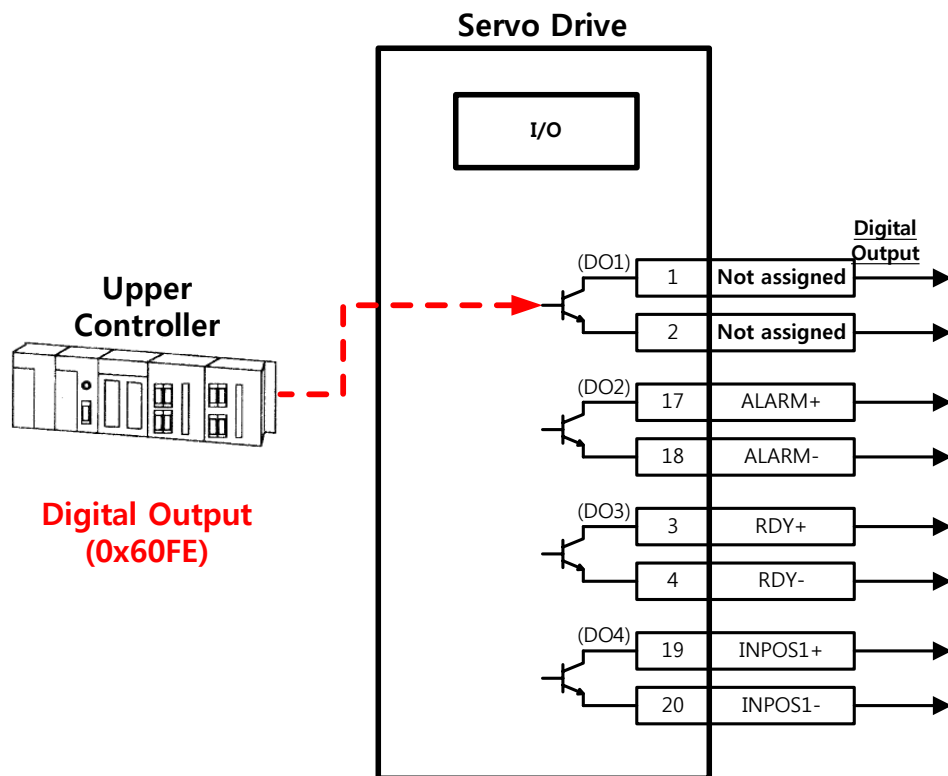 Servo Drive
I/O
Digital
Output
(DO1)
1
Not assigned
2
Not assigned
Upper
Controller
(DO2)
17
ALARM+
18
ALARM-
Digital Output
(0x60FE)
(DO3)
3
RDY+
4
RDY-
(DO4)
19
INPOS1+
20
INPOS1-